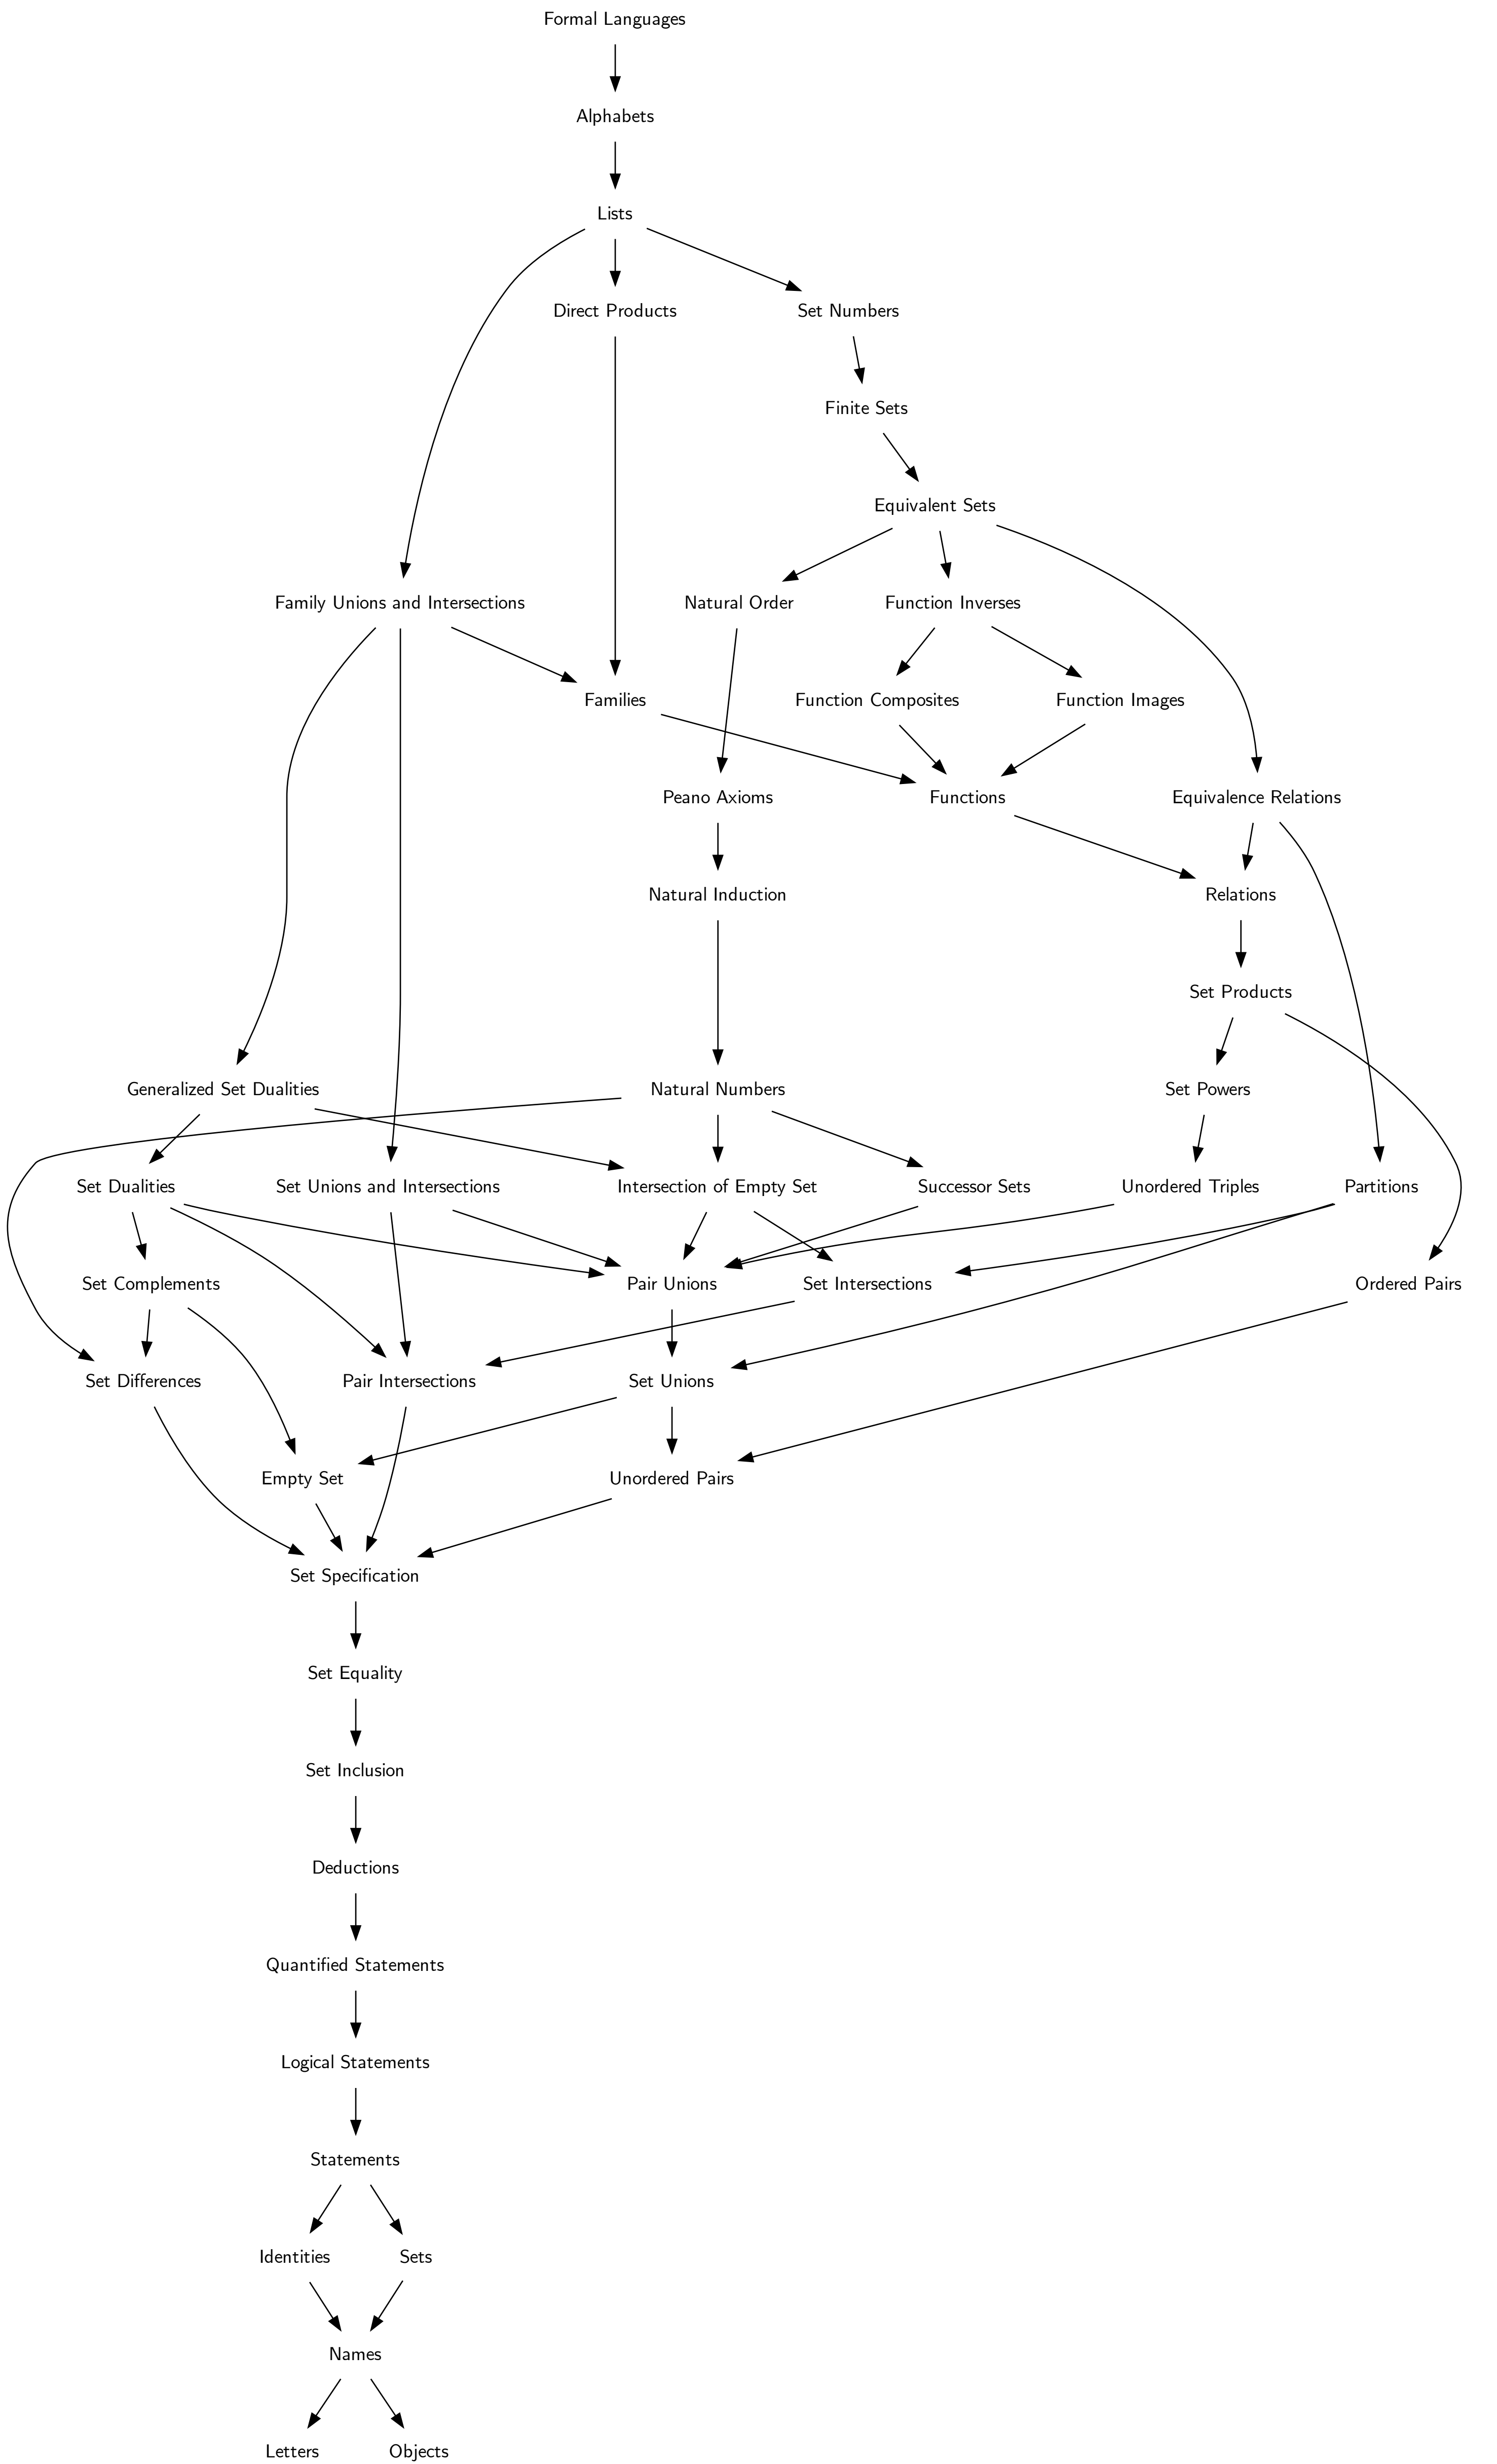 Formal Languages
Alphabets
Lists
Direct Products
Set Numbers
Finite Sets
Equivalent Sets
Family Unions and Intersections
Natural Order
Function Inverses
Families
Function Composites
Function Images
Peano Axioms
Functions
Equivalence Relations
Natural Induction
Relations
Set Products
Generalized Set Dualities
Natural Numbers
Set Powers
Set Dualities
Set Unions and Intersections
Intersection of Empty Set
Successor Sets
Unordered Triples
Partitions
Set Complements
Pair Unions
Set Intersections
Ordered Pairs
Set Differences
Pair Intersections
Set Unions
Empty Set
Unordered Pairs
Set Specification
Set Equality
Set Inclusion
Deductions
Quantified Statements
Logical Statements
Statements
Identities
Sets
Names
Letters
Objects